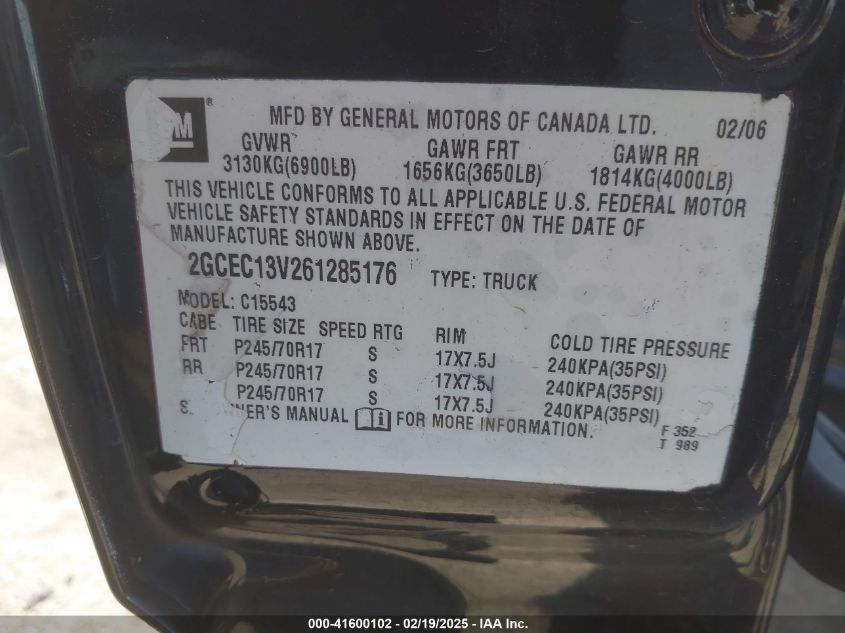 GM ®
MFD BY GENERAL MOTORS OF CANADA LTD. 02/06
GVWR GAWR FRT GAWR RR
3130KG(6900LB) 1656KG(3650LB) 1814KG(4000LB)
THIS VEHICLE CONFORMS TO ALL APPLICABLE U.S. FEDERAL MOTOR
VEHICLE SAFETY STANDARDS IN EFFECT ON THE DATE OF
MANUFACTURE SHOWN ABOVE.
2GCEC13V261285176 TYPE: TRUCK
MODEL: C15543
CABE TIRE SIZE SPEED RTG RIM COLD TIRE PRESSURE
FRT P245/70R17 S 17X7.5J 240KPA(35PSI)
RR P245/70R17 S 17X7.5J 240KPA(35PSI)
P245/70R17 S 17X7.5J 240KPA(35PSI)
S OWNER'S MANUAL FOR MORE INFORMATION.
F 352
T 989
000-41600102 - 02/19/2025 - IAA Inc.